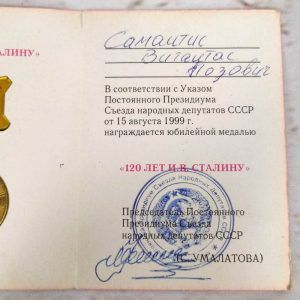 СТАЛИНУ"
Самайтис
Витаутас
Иозович
В соответствии с Указом
Постоянного Президиума
Съезда народных депутатов СССР
от 15 августа 1999 г.
награждается юбилейной медалью
"120 ЛЕТ И.В. СТАЛИНУ"
Председатель Постоянного
Президиума Съезда
народных депутатов СССР
(С. УМАЛАТОВА)